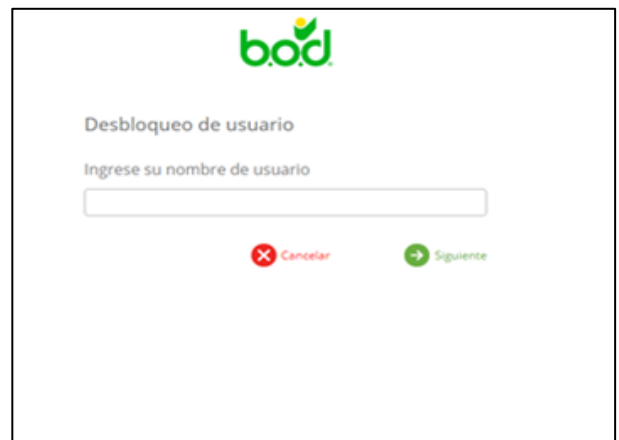 b.o.d.
Desbloqueo de usuario
Ingrese su nombre de usuario
Cancelar
Siguiente